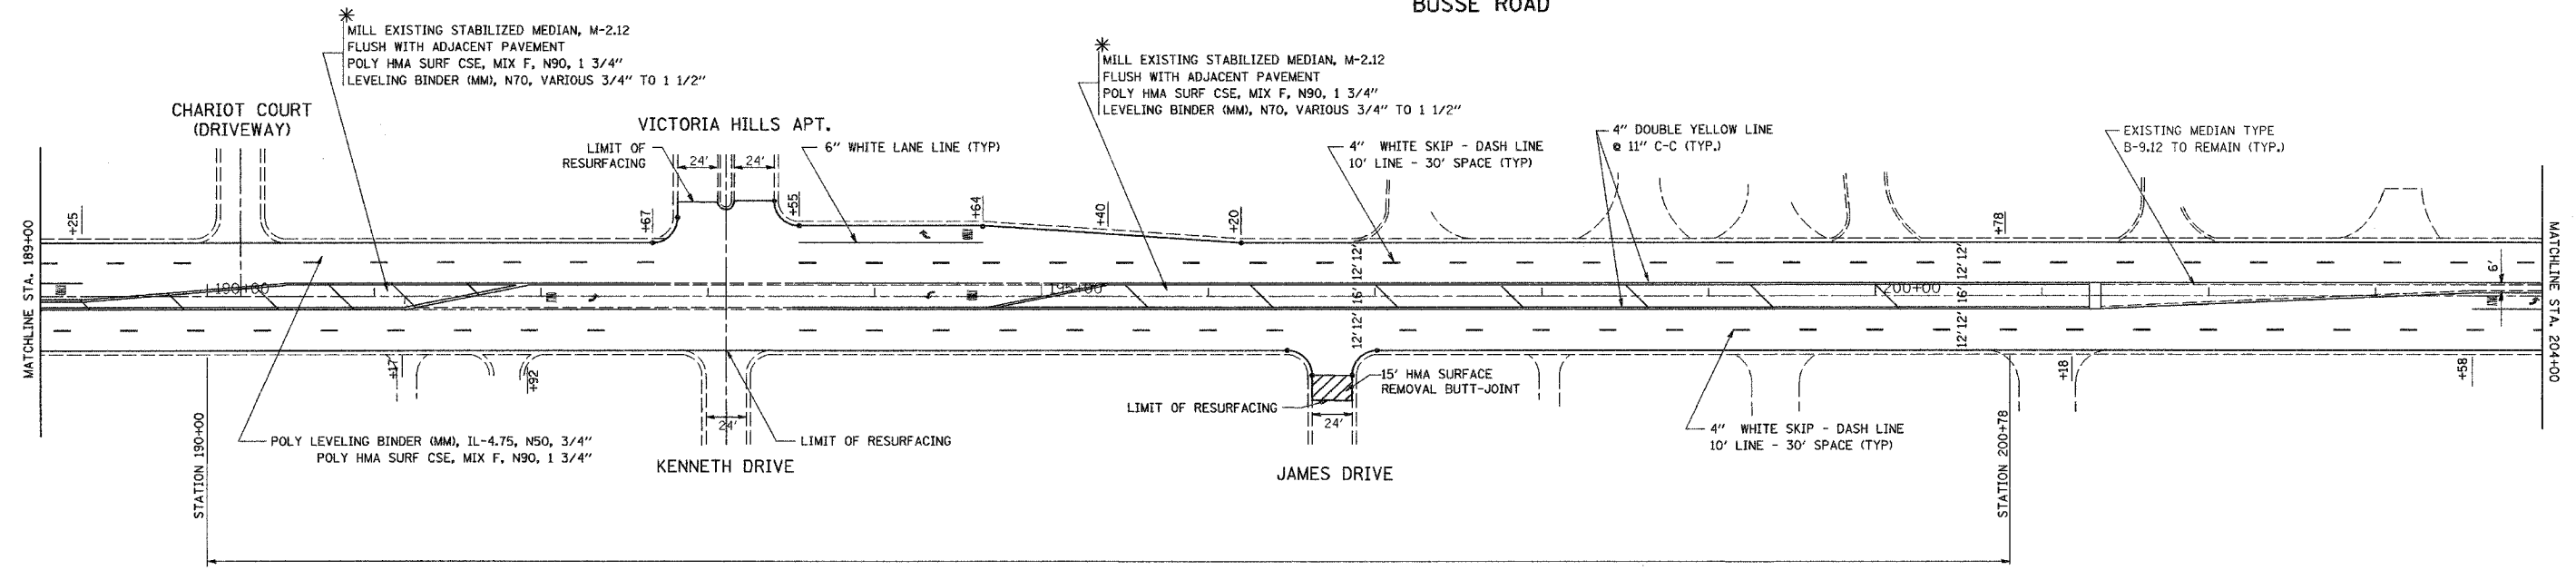 BUSSE ROAD
*
MILL EXISTING STABILIZED MEDIAN, M-2.12
FLUSH WITH ADJACENT PAVEMENT
POLY HMA SURF CSE, MIX F, N90, 1 3/4"
LEVELING BINDER (MM), N70, VARIOUS 3/4" TO 1 1/2"
*
MILL EXISTING STABILIZED MEDIAN, M-2.12
FLUSH WITH ADJACENT PAVEMENT
POLY HMA SURF CSE, MIX F, N90, 1 3/4"
LEVELING BINDER (MM), N70, VARIOUS 3/4" TO 1 1/2"
CHARIOT COURT
(DRIVEWAY)
VICTORIA HILLS APT.
LIMIT OF
RESURFACING
24'
24'
6" WHITE LANE LINE (TYP)
4" WHITE SKIP - DASH LINE
10' LINE - 30' SPACE (TYP)
4" DOUBLE YELLOW LINE
@ 11" C-C (TYP.)
EXISTING MEDIAN TYPE
B-9.12 TO REMAIN (TYP.)
MATCHLINE STA. 189+00
+25
+67
+55
+64
+40
+20
+78
MATCHLINE STA. 204+00
190+00
195+00
200+00
12' 12' 16' 12' 12'
12' 12' 16' 12' 12'
6'
+17
+92
+18
+58
POLY LEVELING BINDER (MM), IL-4.75, N50, 3/4"
POLY HMA SURF CSE, MIX F, N90, 1 3/4"
24'
LIMIT OF RESURFACING
KENNETH DRIVE
15' HMA SURFACE
REMOVAL BUTT-JOINT
LIMIT OF RESURFACING
24'
JAMES DRIVE
4" WHITE SKIP - DASH LINE
10' LINE - 30' SPACE (TYP)
STATION 190+00
STATION 200+78